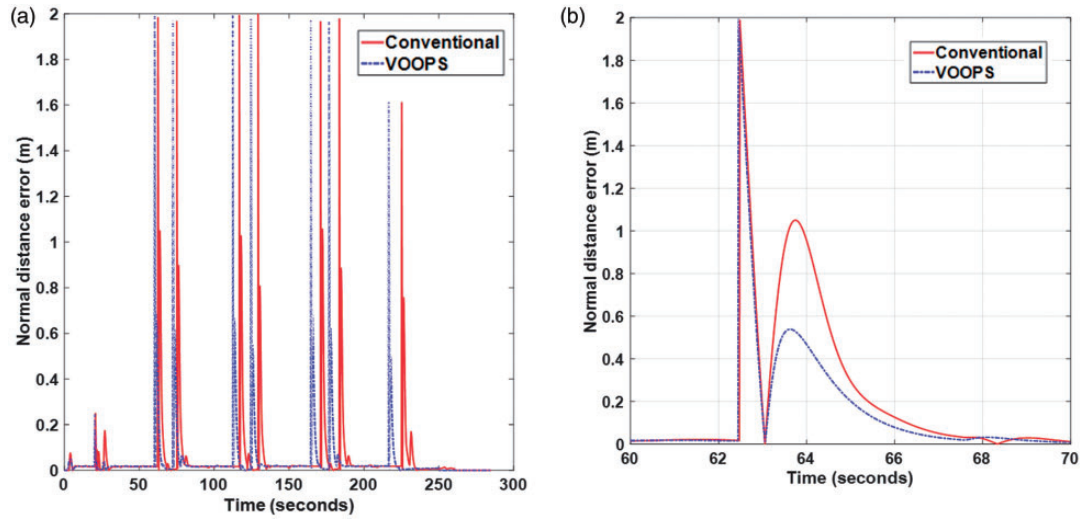 (a)
2
1.8
1.6
1.4
1.2
1
0.8
0.6
0.4
0.2
0
Normal distance error (m)
Conventional
VOOPS
0 50 100 150 200 250 300
Time (seconds)
(b)
2
1.8
1.6
1.4
1.2
1
0.8
0.6
0.4
0.2
0
Normal distance error (m)
Conventional
VOOPS
60 62 64 66 68 70
Time (seconds)